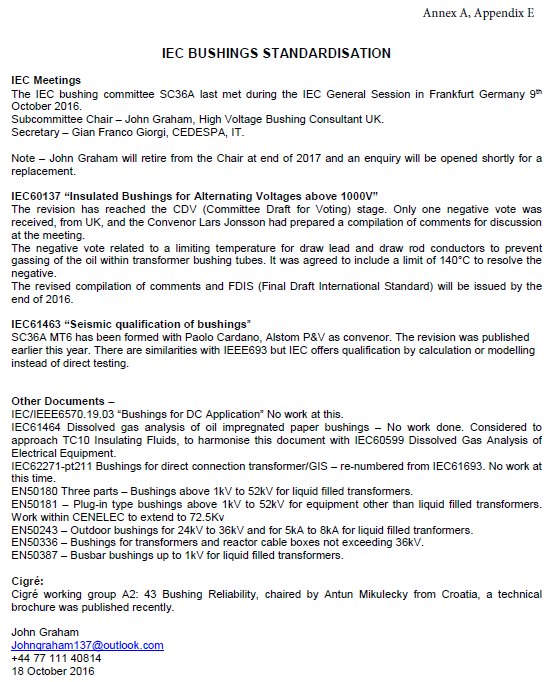 Annex A, Appendix E
IEC BUSHINGS STANDARDISATION
IEC Meetings
The IEC bushing committee SC36A last met during the IEC General Session in Frankfurt Germany 9th
October 2016.
Subcommittee Chair – John Graham, High Voltage Bushing Consultant UK.
Secretary – Gian Franco Giorgi, CEDESPA, IT.
Note – John Graham will retire from the Chair at end of 2017 and an enquiry will be opened shortly for a
replacement.
IEC60137 “Insulated Bushings for Alternating Voltages above 1000V”
The revision has reached the CDV (Committee Draft for Voting) stage. Only one negative vote was
received, from UK, and the Convenor Lars Jonsson had prepared a compilation of comments for discussion
at the meeting.
The negative vote related to a limiting temperature for draw lead and draw rod conductors to prevent
gassing of the oil within transformer bushing tubes. It was agreed to include a limit of 140°C to resolve the
negative.
The revised compilation of comments and FDIS (Final Draft International Standard) will be issued by the
end of 2016.
IEC61463 “Seismic qualification of bushings”
SC36A MT6 has been formed with Paolo Cardano, Alstom P&V as convenor. The revision was published
earlier this year. There are similarities with IEEE693 but IEC offers qualification by calculation or modelling
instead of direct testing.
Other Documents –
IEC/IEEE6570.19.03 “Bushings for DC Application” No work at this.
IEC61464 Dissolved gas analysis of oil impregnated paper bushings – No work done. Considered to
approach TC10 Insulating Fluids, to harmonise this document with IEC60599 Dissolved Gas Analysis of
Electrical Equipment.
IEC62271-pt211 Bushings for direct connection transformer/GIS – re-numbered from IEC61693. No work at
this time.
EN50180 Three parts – Bushings above 1kV to 52kV for liquid filled transformers.
EN50181 – Plug-in type bushings above 1kV to 52kV for equipment other than liquid filled transformers.
Work within CENELEC to extend to 72.5Kv
EN50243 – Outdoor bushings for 24kV to 36kV and for 5kA to 8kA for liquid filled tranformers.
EN50336 – Bushings for transformers and reactor cable boxes not exceeding 36kV.
EN50387 – Busbar bushings up to 1kV for liquid filled transformers.
Cigré:
Cigré working group A2: 43 Bushing Reliability, chaired by Antun Mikulecky from Croatia, a technical
brochure was published recently.
John Graham
Johngraham137@outlook.com
+44 77 111 40814
18 October 2016